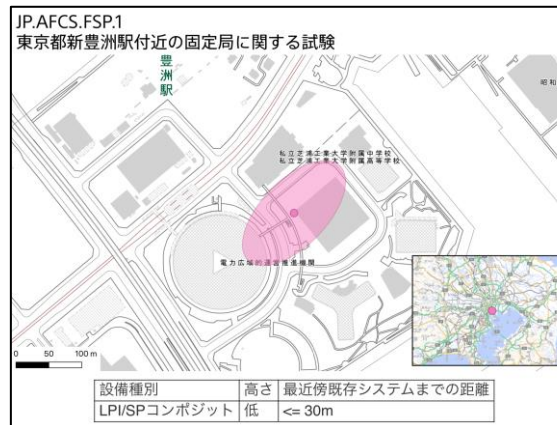 JP.AFCS.FSP.1
東京都新豊洲駅付近の固定局に関する試験
豊洲駅
昭和
私立芝浦工業大学附属中学校
私立芝浦工業大学附属高等学校
電力広域的運営推進機関
0 50 100 m
設備種別 高さ 最近傍既存システムまでの距離
LPI/SPコンポジット 低 <= 30m